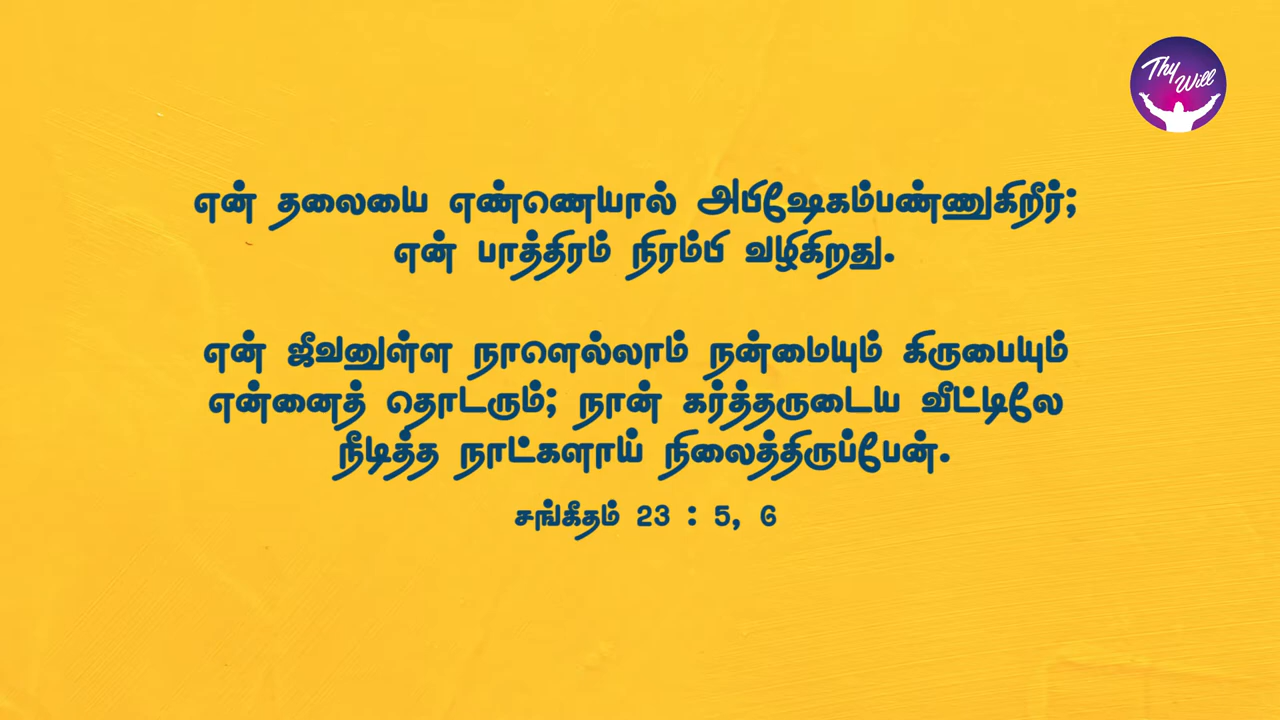 Thy
Will
என் தலையை எண்ணெயால் அபிஷேகம்பண்ணுகிறீர்;
என் பாத்திரம் நிரம்பி வழிகிறது.
என் ஜீவனுள்ள நாளெல்லாம் நன்மையும் கிருபையும்
என்னைத் தொடரும்; நான் கர்த்தருடைய வீட்டிலே
நீடித்த நாட்களாய் நிலைத்திருப்பேன்.
சங்கீதம் 23 : 5, 6